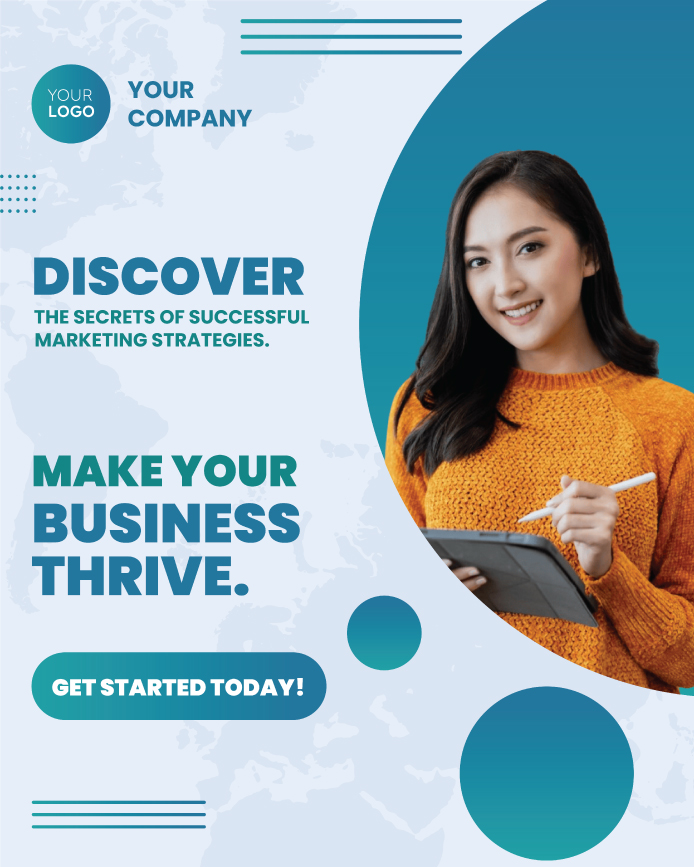 YOUR
LOGO
YOUR
COMPANY
DISCOVER
THE SECRETS OF SUCCESSFUL
MARKETING STRATEGIES.
MAKE YOUR
BUSINESS
THRIVE.
GET STARTED TODAY!